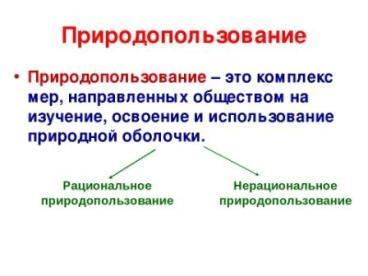 Природопользование
• Природопользование – это комплекс
мер, направленных обществом на
изучение, освоение и использование
природной оболочки.
Рациональное
природопользование
Нерациональное
природопользование